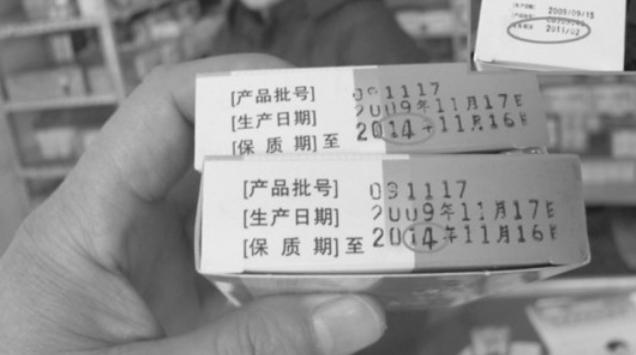 2009/09/15
2011/02
[产品批号] 091117
[生产日期] 2009年11月17日
[保 质 期]至 2014年11月16日
[产品批号] 091117
[生产日期] 2009年11月17日
[保 质 期]至 2014年11月16日